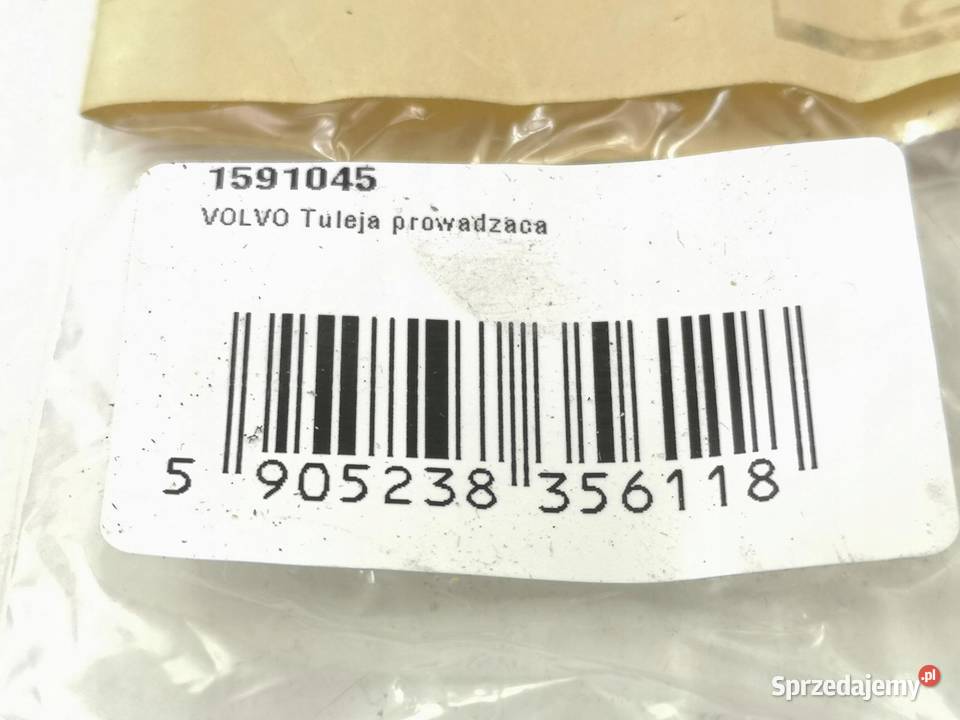 1591045
VOLVO Tuleja prowadzaca
5 905238 356118
Sprzedajemy.pl